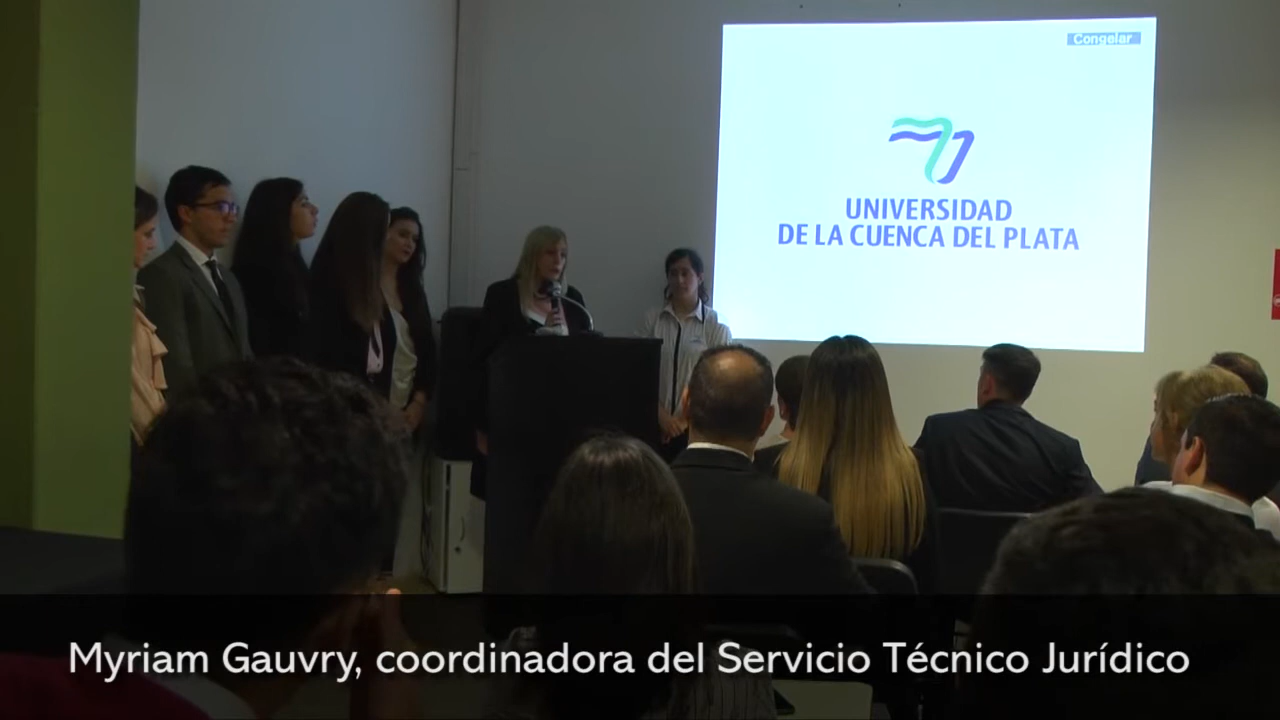 Congelar
UNIVERSIDAD
DE LA CUENCA DEL PLATA
Myriam Gauvry, coordinadora del Servicio Técnico Jurídico